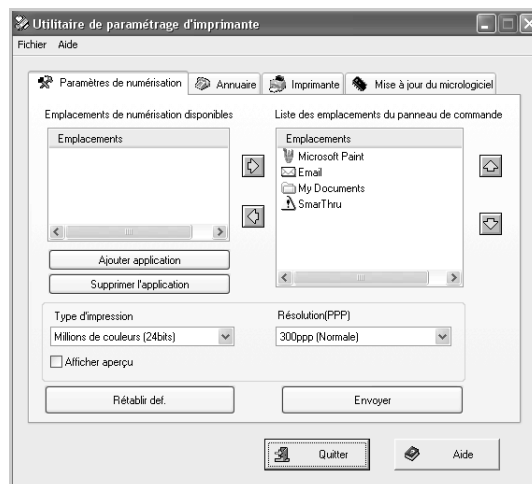 Utilitaire de paramétrage d'imprimante
Fichier Aide
Paramètres de numérisation Annuaire Imprimante Mise à jour du micrologiciel
Emplacements de numérisation disponibles
Emplacements
Ajouter application
Supprimer l'application
Liste des emplacements du panneau de commande
Emplacements
Microsoft Paint
Email
My Documents
SmarThru
Type d'impression
Millions de couleurs (24bits)
Afficher aperçu
Résolution(PPP)
300ppp (Normale)
Rétablir def. Envoyer
Quitter Aide